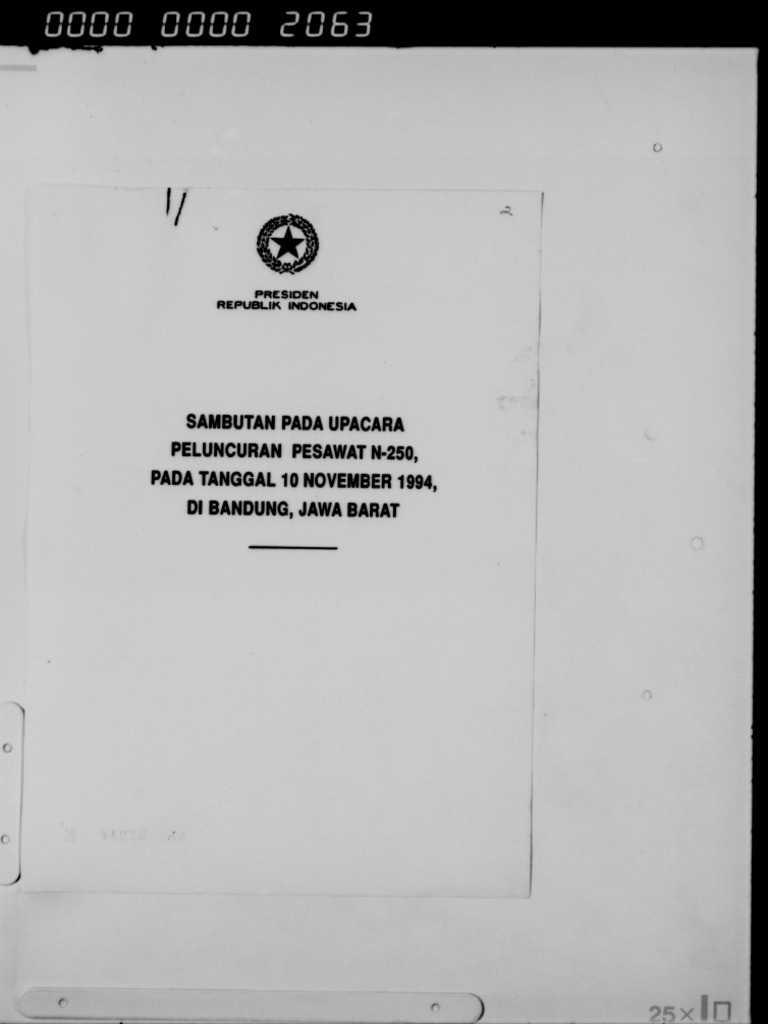 0000 0000 2063
2
PRESIDEN
REPUBLIK INDONESIA
SAMBUTAN PADA UPACARA
PELUNCURAN PESAWAT N-250,
PADA TANGGAL 10 NOVEMBER 1994,
DI BANDUNG, JAWA BARAT
25×